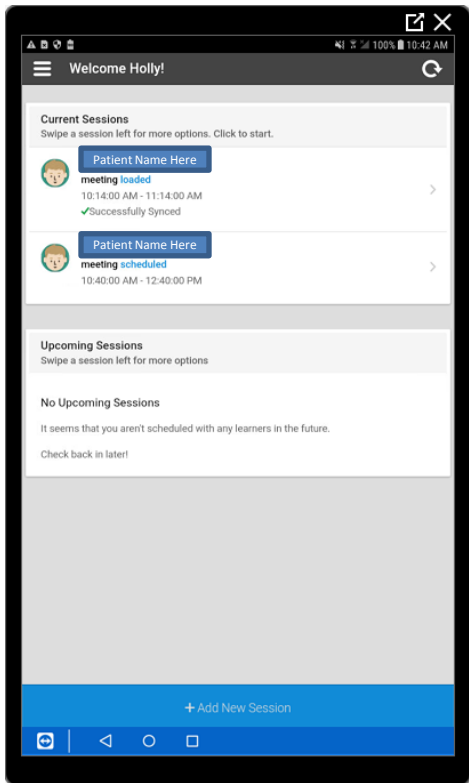 100% 10:42 AM
Welcome Holly!
Current Sessions
Swipe a session left for more options. Click to start.
Patient Name Here
meeting loaded
10:14:00 AM - 11:14:00 AM
✓Successfully Synced
Patient Name Here
meeting scheduled
10:40:00 AM - 12:40:00 PM
Upcoming Sessions
Swipe a session left for more options
No Upcoming Sessions
It seems that you aren't scheduled with any learners in the future.
Check back in later!
+ Add New Session